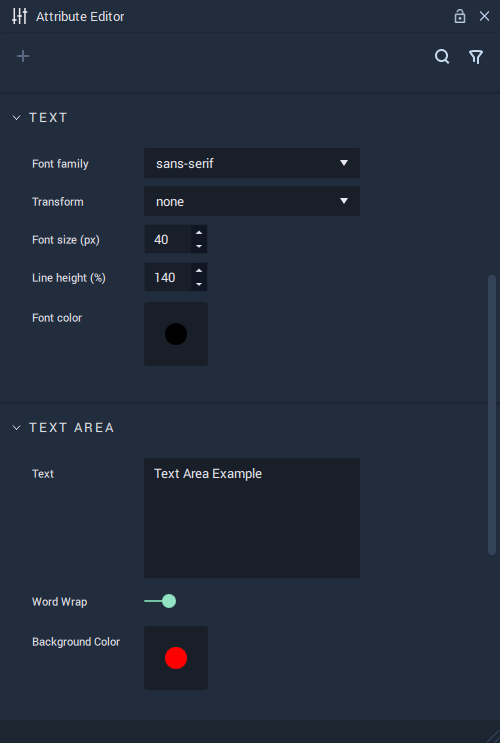 Attribute Editor
TEXT
Font family sans-serif
Transform none
Font size (px) 40
Line height (%) 140
Font color
TEXT AREA
Text Text Area Example
Word Wrap
Background Color